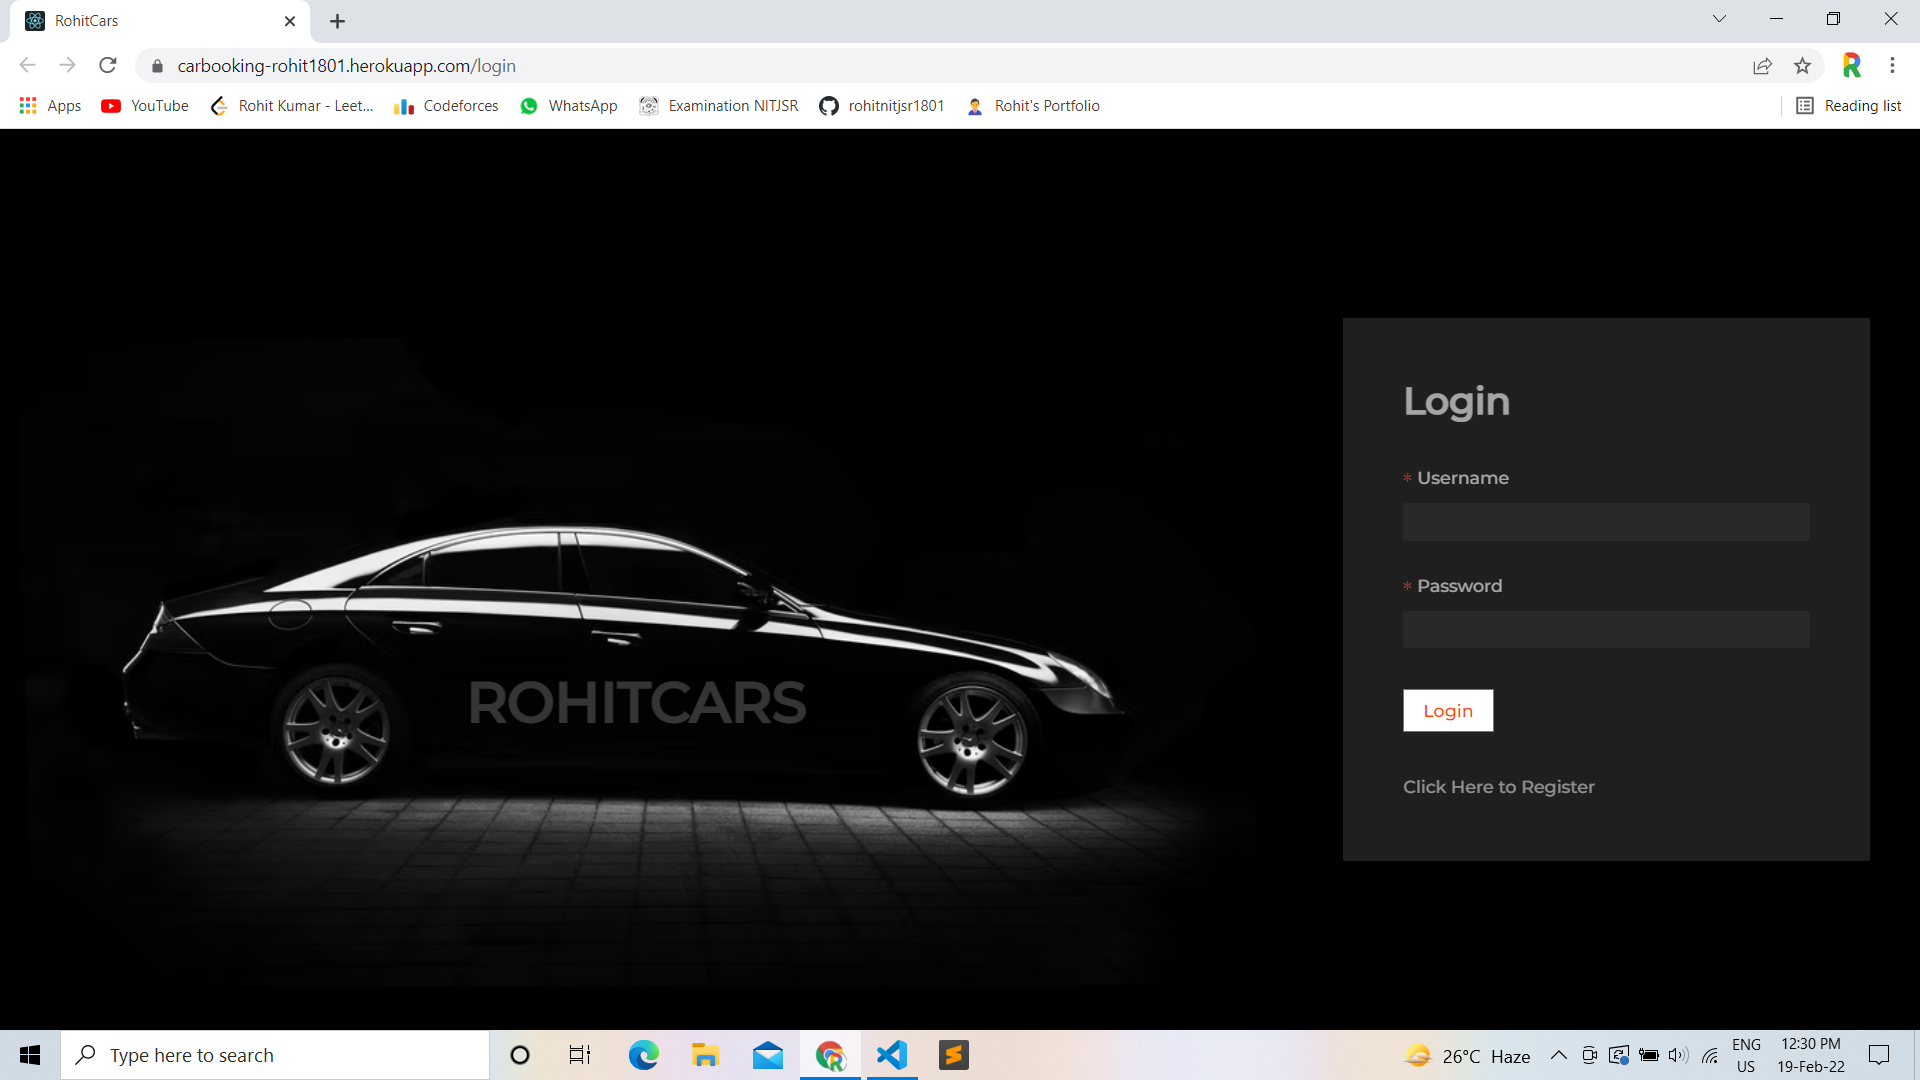 RohitCars
carbooking-rohit1801.herokuapp.com/login
Apps YouTube Rohit Kumar - Leet... Codeforces WhatsApp Examination NITJSR rohitnitjsr1801 Rohit's Portfolio Reading list
Login
* Username
* Password
ROHITCARS
Login
Click Here to Register
Type here to search
26°C Haze
ENG
US
12:30 PM
19-Feb-22